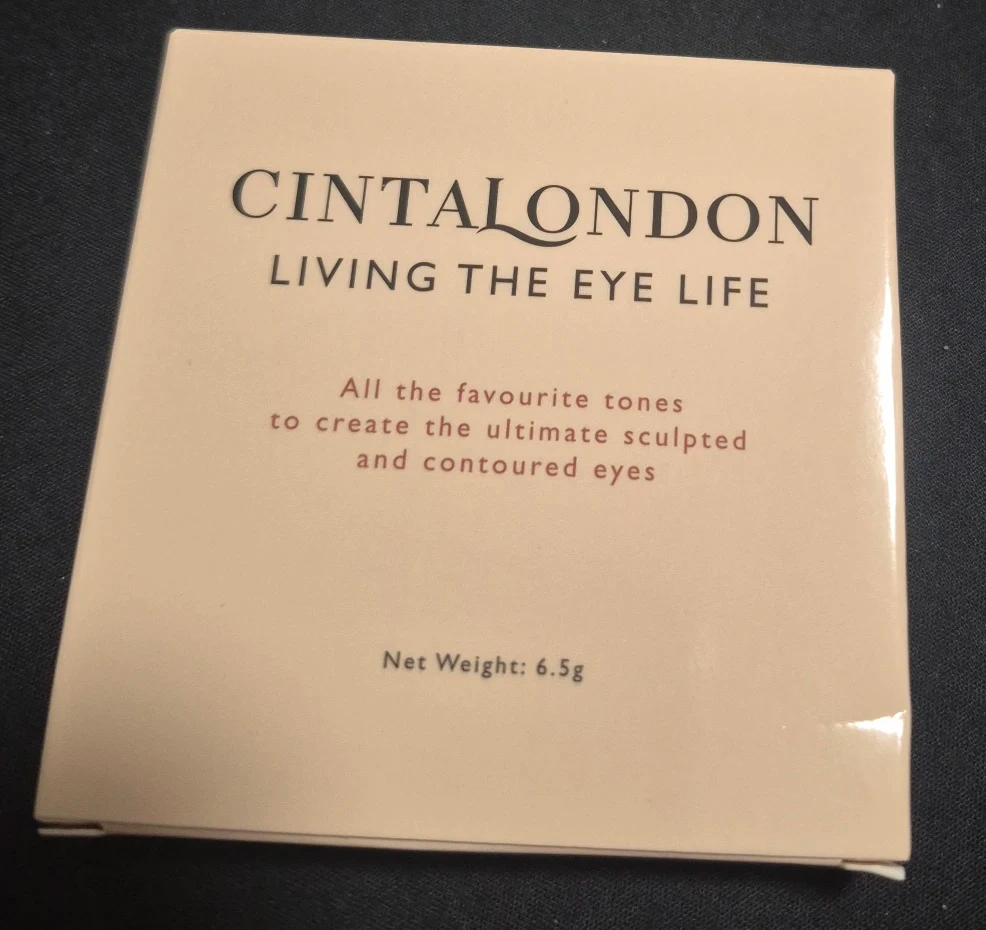 CINTALONDON
LIVING THE EYE LIFE
All the favourite tones
to create the ultimate sculpted
and contoured eyes
Net Weight: 6.5g